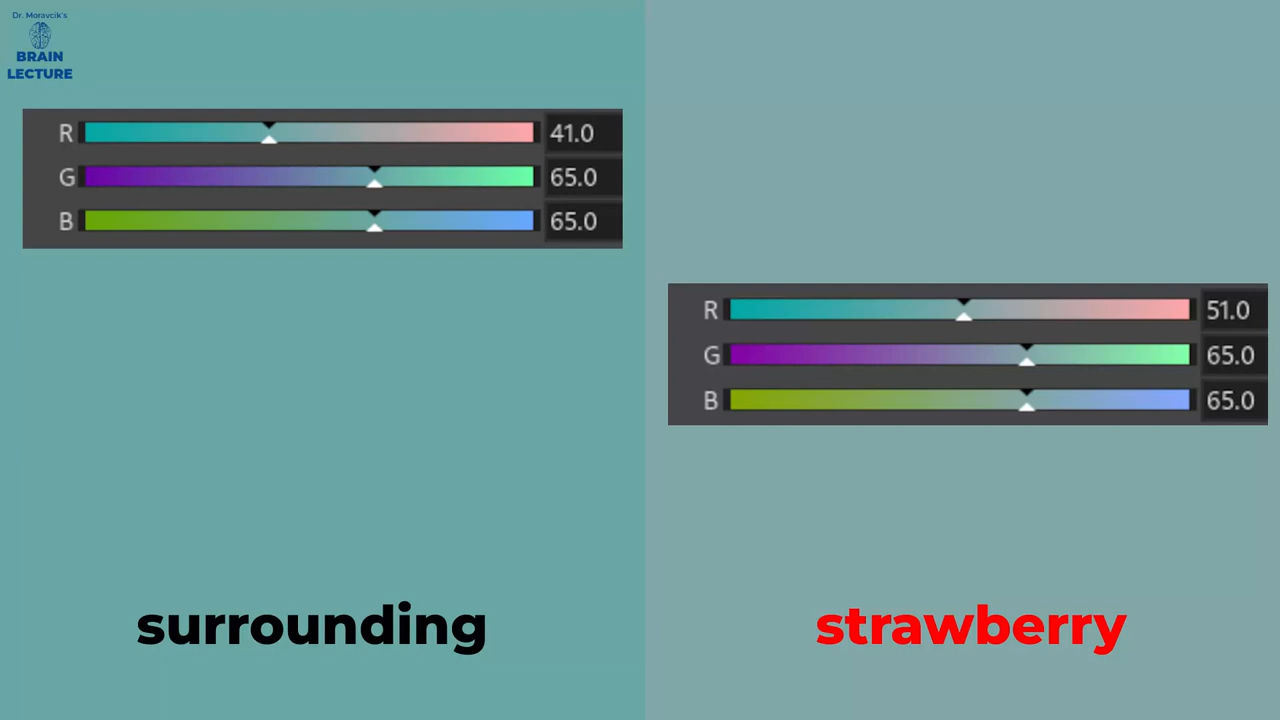 Dr. Moravcik's
BRAIN
LECTURE
R 41.0
G 65.0
B 65.0
R 51.0
G 65.0
B 65.0
surrounding
strawberry